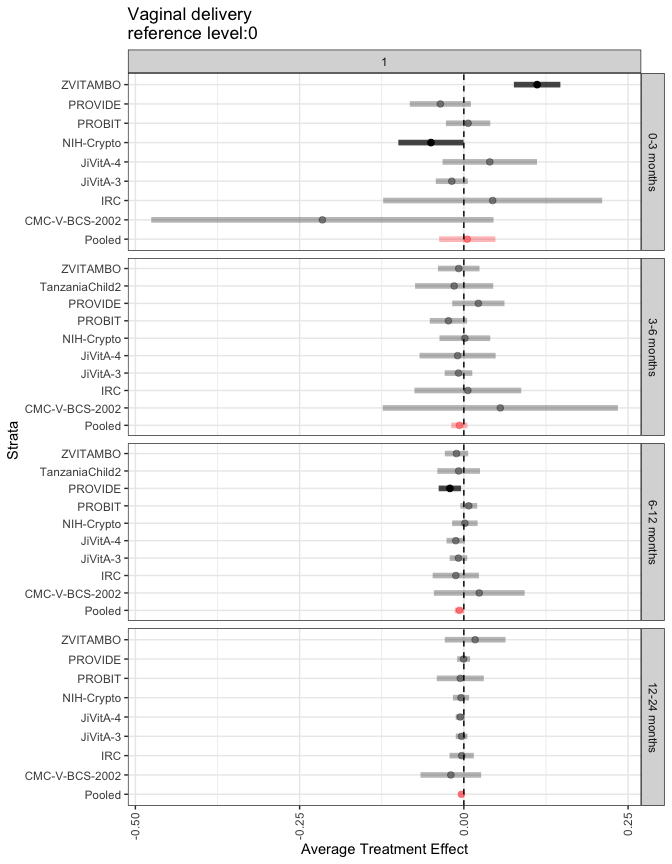 Vaginal delivery
reference level:0
1
ZVITAMBO
PROVIDE
PROBIT
NIH-Crypto
JiVitA-4
JiVitA-3
IRC
CMC-V-BCS-2002
Pooled
0-3 months
ZVITAMBO
TanzaniaChild2
PROVIDE
PROBIT
NIH-Crypto
JiVitA-4
JiVitA-3
IRC
CMC-V-BCS-2002
Pooled
3-6 months
ZVITAMBO
TanzaniaChild2
PROVIDE
PROBIT
NIH-Crypto
JiVitA-4
JiVitA-3
IRC
CMC-V-BCS-2002
Pooled
6-12 months
ZVITAMBO
PROVIDE
PROBIT
NIH-Crypto
JiVitA-4
JiVitA-3
IRC
CMC-V-BCS-2002
Pooled
12-24 months
Strata
-0.50
-0.25
0.00
0.25
Average Treatment Effect